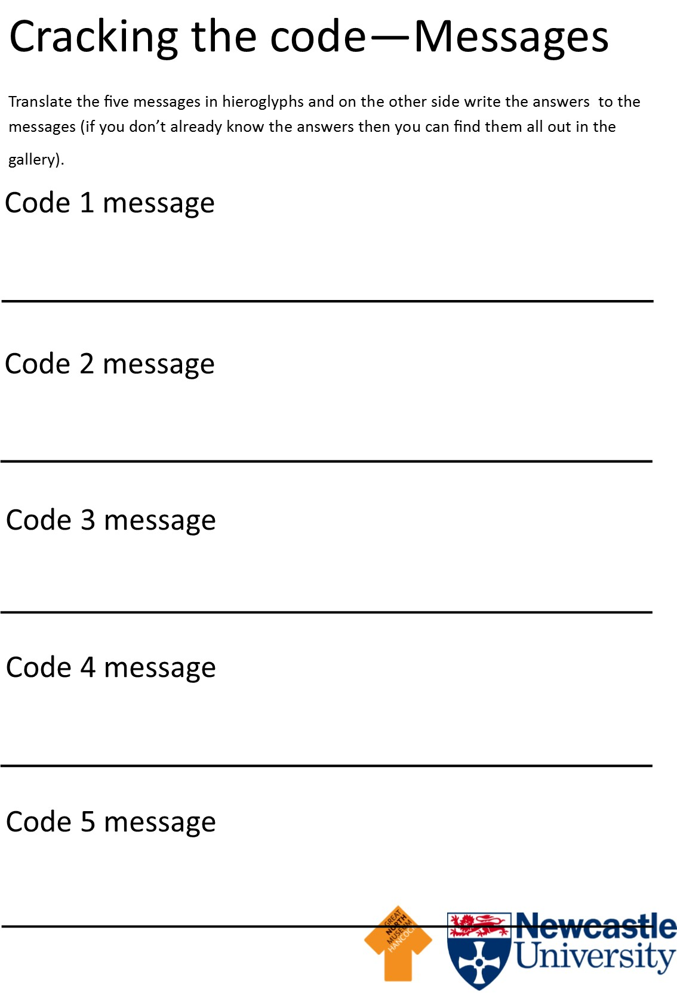 Cracking the code—Messages
Translate the five messages in hieroglyphs and on the other side write the answers  to the
messages (if you don’t already know the answers then you can find them all out in the
gallery).
Code 1 message
Code 2 message
Code 3 message
Code 4 message
Code 5 message
GREAT
NORTH
MUSEUM
HANCOCK
Newcastle
University